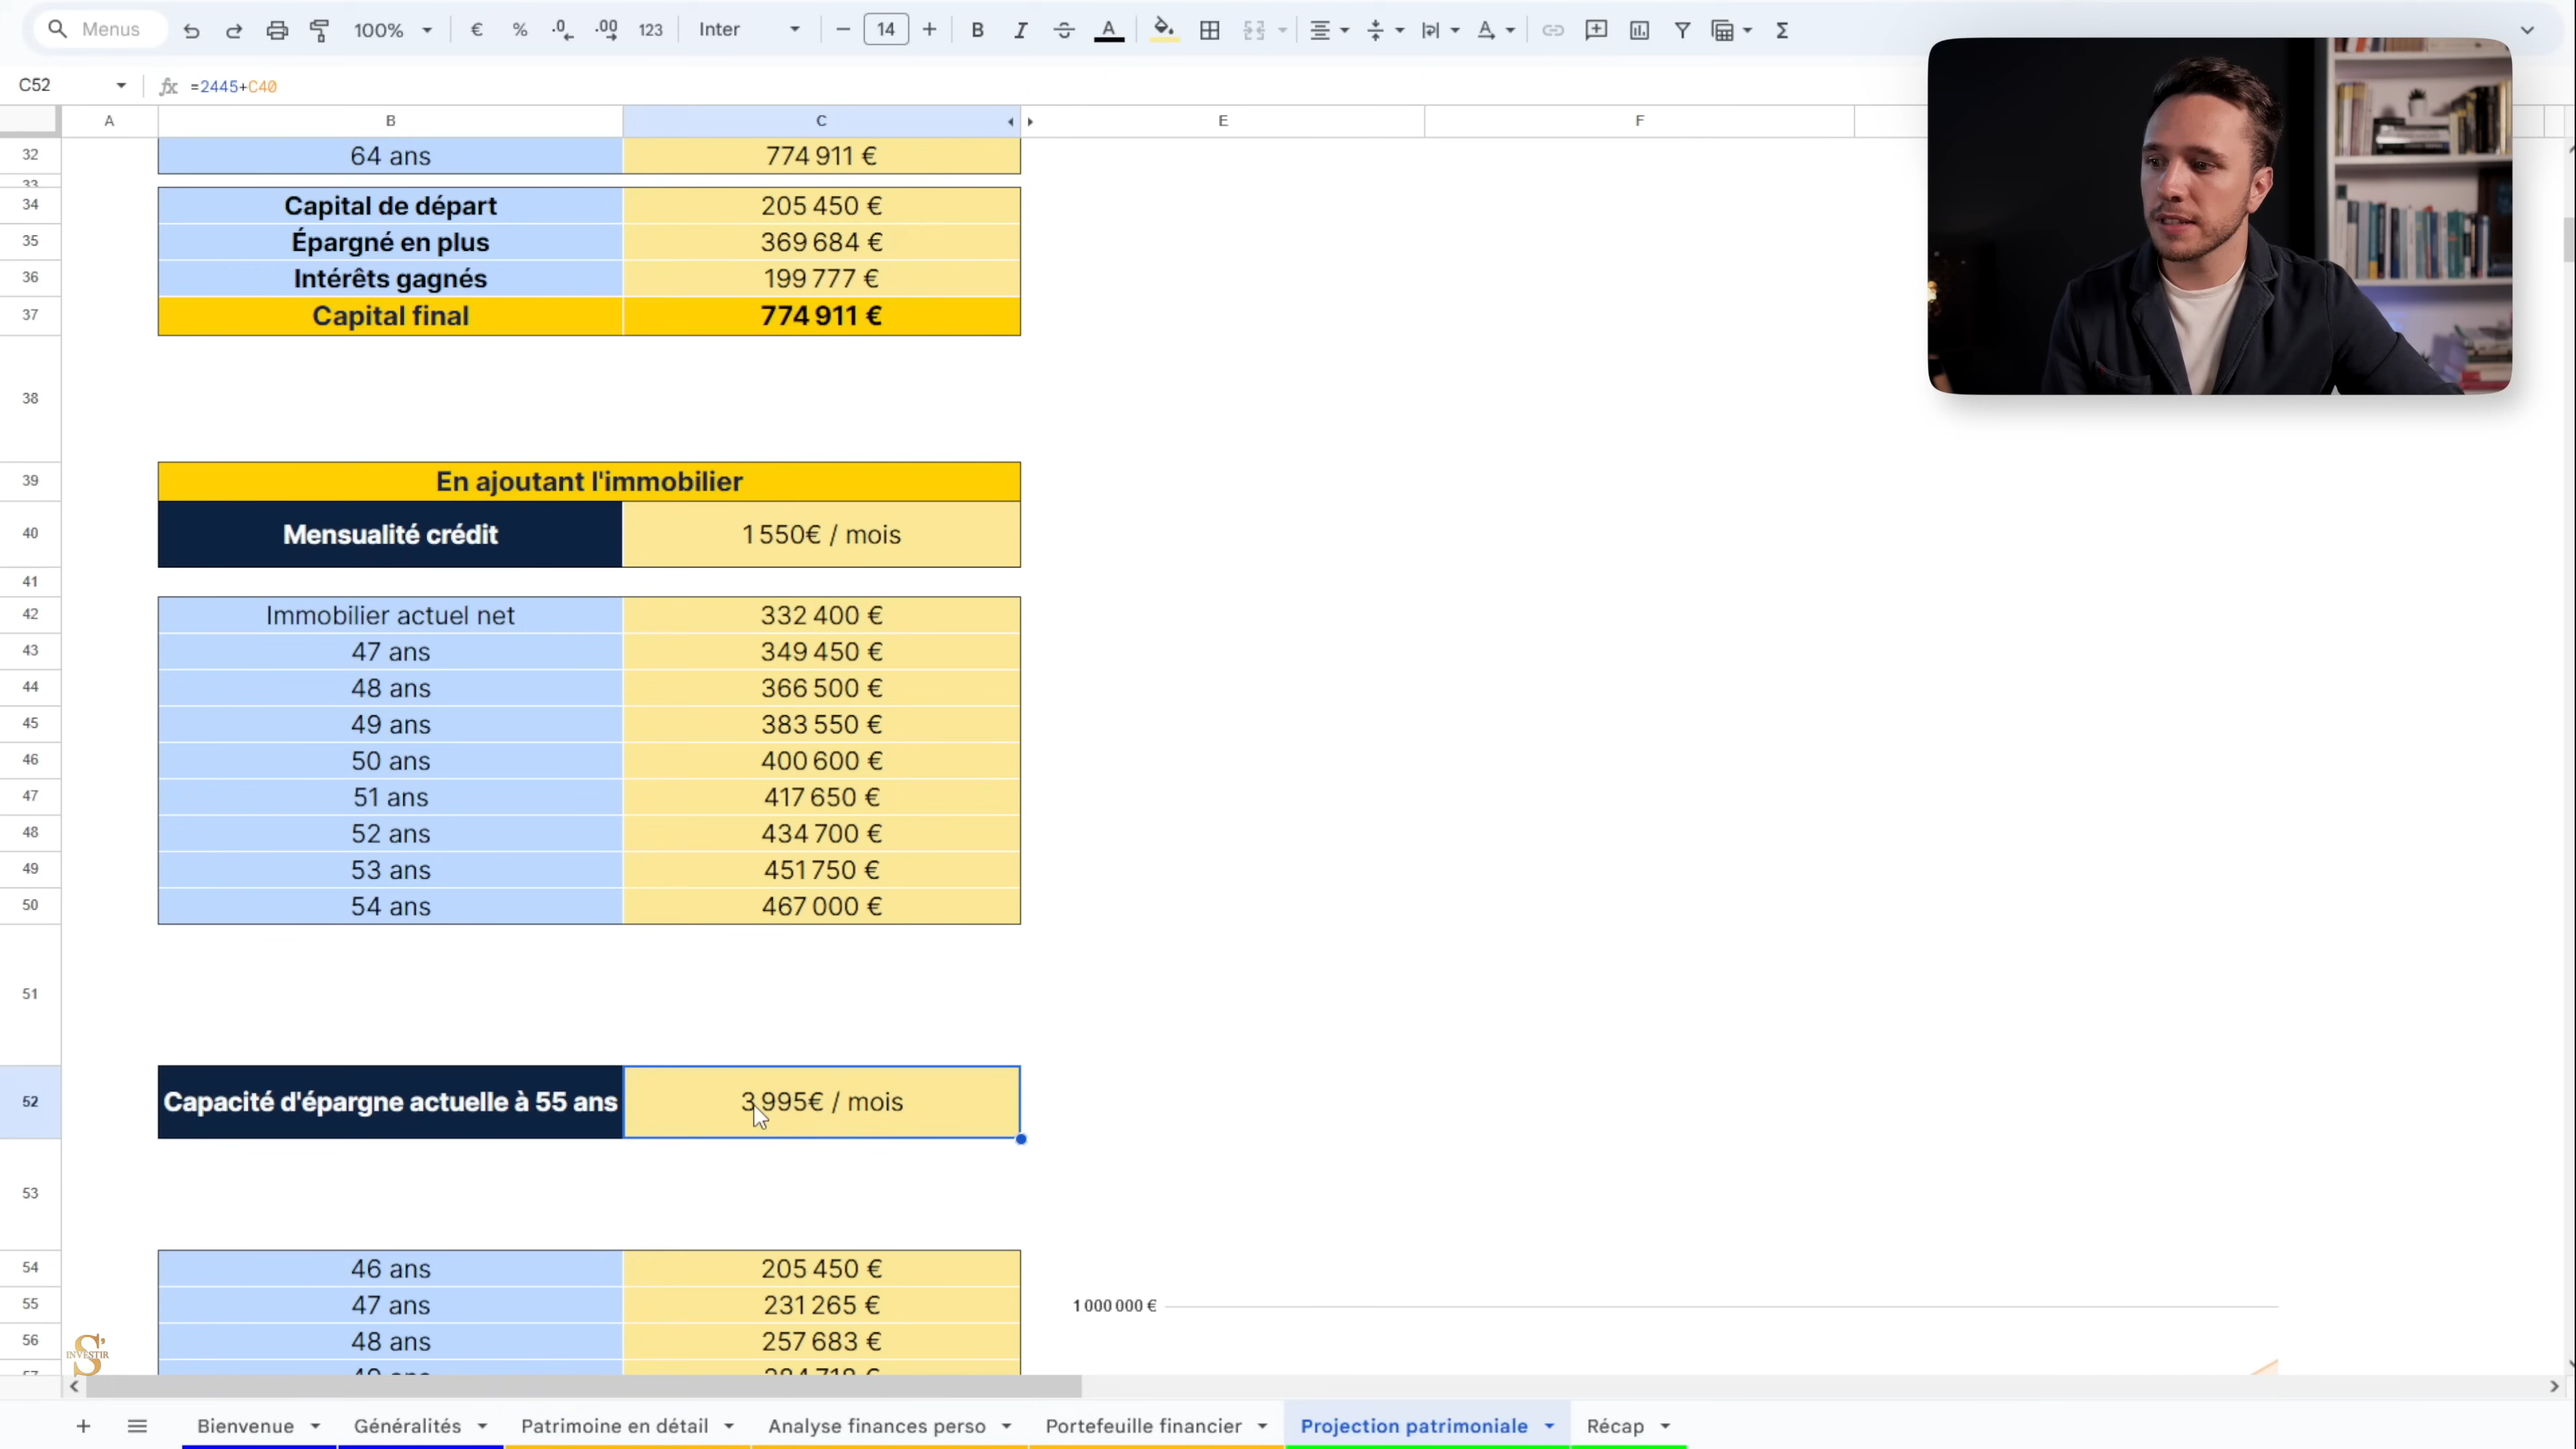 Menus 100% € % .0 .00 123 Inter 14 B I A
C52 =2445+C40
A B C E F
32 64 ans 774 911 €
33
34 Capital de départ 205 450 €
35 Épargné en plus 369 684 €
36 Intérêts gagnés 199 777 €
37 Capital final 774 911 €
38
39 En ajoutant l'immobilier
40 Mensualité crédit 1 550€ / mois
41
42 Immobilier actuel net 332 400 €
43 47 ans 349 450 €
44 48 ans 366 500 €
45 49 ans 383 550 €
46 50 ans 400 600 €
47 51 ans 417 650 €
48 52 ans 434 700 €
49 53 ans 451 750 €
50 54 ans 467 000 €
51
52 Capacité d'épargne actuelle à 55 ans 3 995€ / mois
53
54 46 ans 205 450 €
55 47 ans 231 265 €
1 000 000 €
56 48 ans 257 683 €
S' INVESTIR
Bienvenue Généralités Patrimoine en détail Analyse finances perso Portefeuille financier Projection patrimoniale Récap